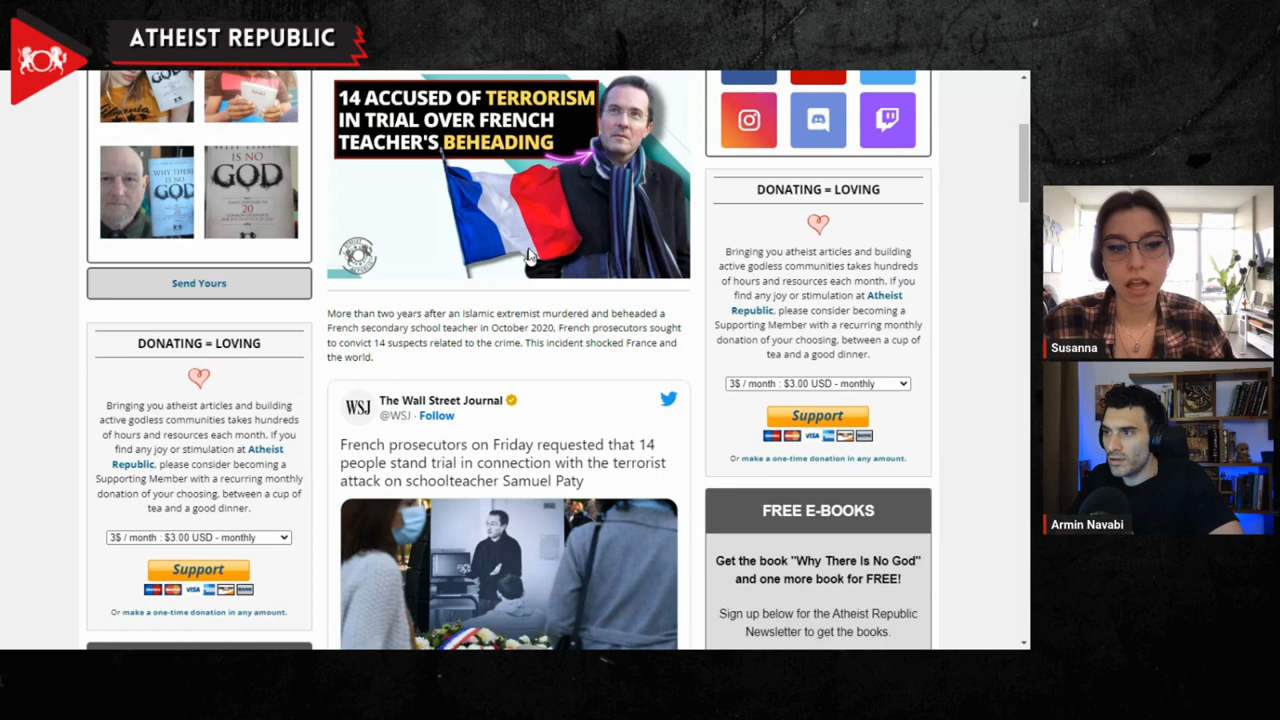 ATHEIST REPUBLIC
GOD
WHY THERE
IS NO
GOD
WHY THERE
IS NO
GOD
20
Send Yours
DONATING = LOVING
Bringing you atheist articles and building
active godless communities takes hundreds
of hours and resources each month. If you
find any joy or stimulation at Atheist
Republic, please consider becoming a
Supporting Member with a recurring monthly
donation of your choosing, between a cup of
tea and a good dinner.
3$ / month : $3.00 USD - monthly
Support
VISA
Or make a one-time donation in any amount.
14 ACCUSED OF TERRORISM
IN TRIAL OVER FRENCH
TEACHER'S BEHEADING
More than two years after an Islamic extremist murdered and beheaded a
French secondary school teacher in October 2020, French prosecutors sought
to convict 14 suspects related to the crime. This incident shocked France and
the world.
WSJ
The Wall Street Journal
@WSJ · Follow
French prosecutors on Friday requested that 14
people stand trial in connection with the terrorist
attack on schoolteacher Samuel Paty
DONATING = LOVING
Bringing you atheist articles and building
active godless communities takes hundreds
of hours and resources each month. If you
find any joy or stimulation at Atheist
Republic, please consider becoming a
Supporting Member with a recurring monthly
donation of your choosing, between a cup of
tea and a good dinner.
3$ / month : $3.00 USD - monthly
Support
VISA
Or make a one-time donation in any amount.
FREE E-BOOKS
Get the book "Why There Is No God"
and one more book for FREE!
Sign up below for the Atheist Republic
Newsletter to get the books.
Susanna
Armin Navabi